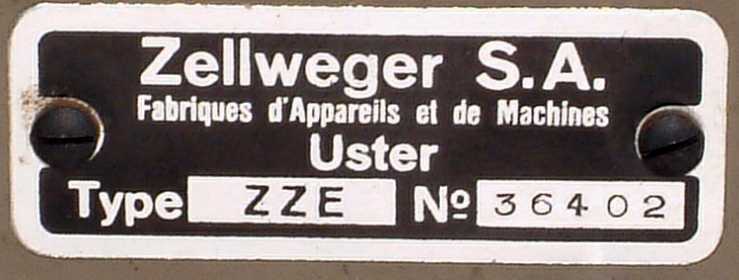 Zellweger S.A.
Fabriques d'Appareils et de Machines
Uster
Type ZZE Nº 36402